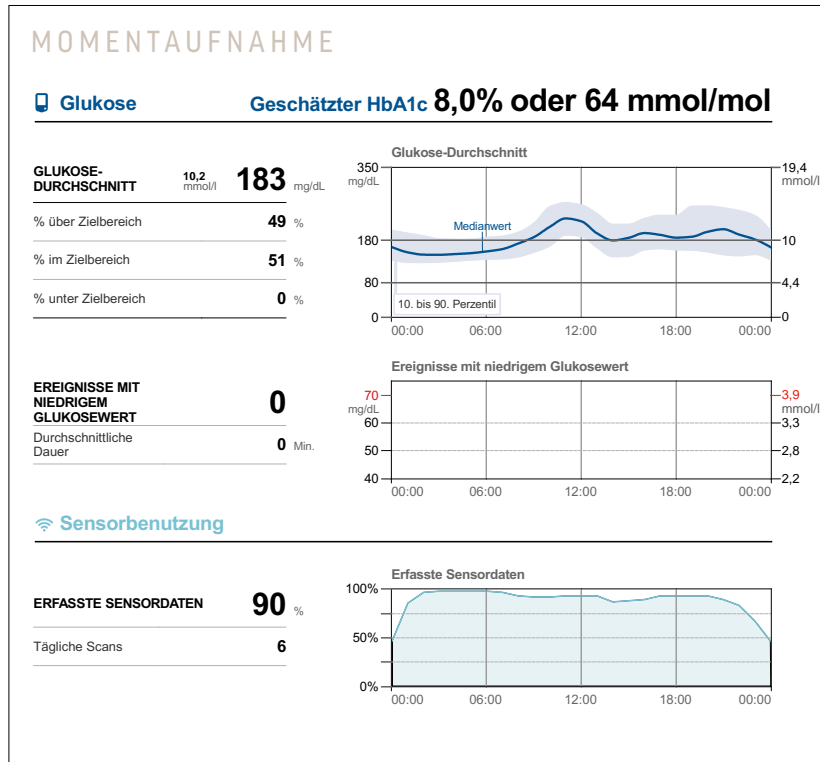 MOMENTAUFNAHME
Glukose
Geschätzter HbA1c 8,0% oder 64 mmol/mol
GLUKOSE-
DURCHSCHNITT
10,2
mmol/l
183 mg/dL
% über Zielbereich 49 %
% im Zielbereich 51 %
% unter Zielbereich 0 %
Glukose-Durchschnitt
350
mg/dL
180
80
0
19,4
mmol/l
10
4,4
0
Medianwert
10. bis 90. Perzentil
00:00 06:00 12:00 18:00 00:00
EREIGNISSE MIT
NIEDRIGEM
GLUKOSEWERT
0
Durchschnittliche
Dauer
0 Min.
Ereignisse mit niedrigem Glukosewert
70
mg/dL
60
50
40
3,9
mmol/l
3,3
2,8
2,2
00:00 06:00 12:00 18:00 00:00
Sensorbenutzung
ERFASSTE SENSORDATEN 90 %
Tägliche Scans 6
Erfasste Sensordaten
100%
50%
0%
00:00 06:00 12:00 18:00 00:00